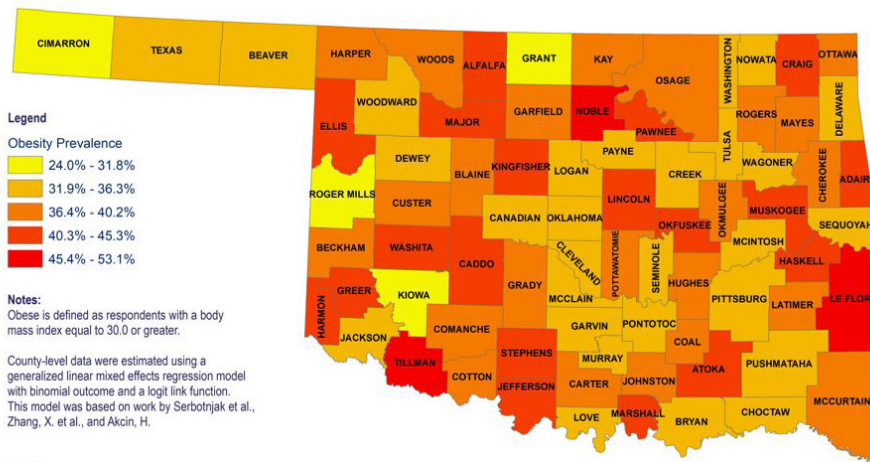 CIMARRON
TEXAS
BEAVER
HARPER
WOODS
ALFALFA
GRANT
KAY
OSAGE
WASHINGTON
NOWATA
CRAIG
OTTAWA
WOODWARD
ELLIS
MAJOR
GARFIELD
NOBLE
PAWNEE
TULSA
ROGERS
MAYES
DELAWARE
Legend
Obesity Prevalence
24.0% - 31.8%
31.9% - 36.3%
36.4% - 40.2%
40.3% - 45.3%
45.4% - 53.1%
ROGER MILLS
DEWEY
BLAINE
KINGFISHER
LOGAN
PAYNE
CREEK
WAGONER
CHEROKEE
ADAIR
CUSTER
CANADIAN
OKLAHOMA
LINCOLN
OKFUSKEE
OKMULGEE
MUSKOGEE
SEQUOYAH
BECKHAM
WASHITA
CADDO
GRADY
CLEVELAND
MCCLAIN
POTTAWATOMIE
SEMINOLE
HUGHES
MCINTOSH
PITTSBURG
HASKELL
LATIMER
LE FLOR
HARMON
GREER
KIOWA
JACKSON
TILLMAN
COMANCHE
COTTON
STEPHENS
JEFFERSON
GARVIN
MURRAY
PONTOTOC
COAL
CARTER
JOHNSTON
ATOKA
PUSHMATAHA
LOVE
MARSHALL
BRYAN
CHOCTAW
MCCURTAIN
Notes:
Obese is defined as respondents with a body
mass index equal to 30.0 or greater.
County-level data were estimated using a
generalized linear mixed effects regression model
with binomial outcome and a logit link function.
This model was based on work by Serbotnjak et al.,
Zhang, X. et al., and Akcin, H.